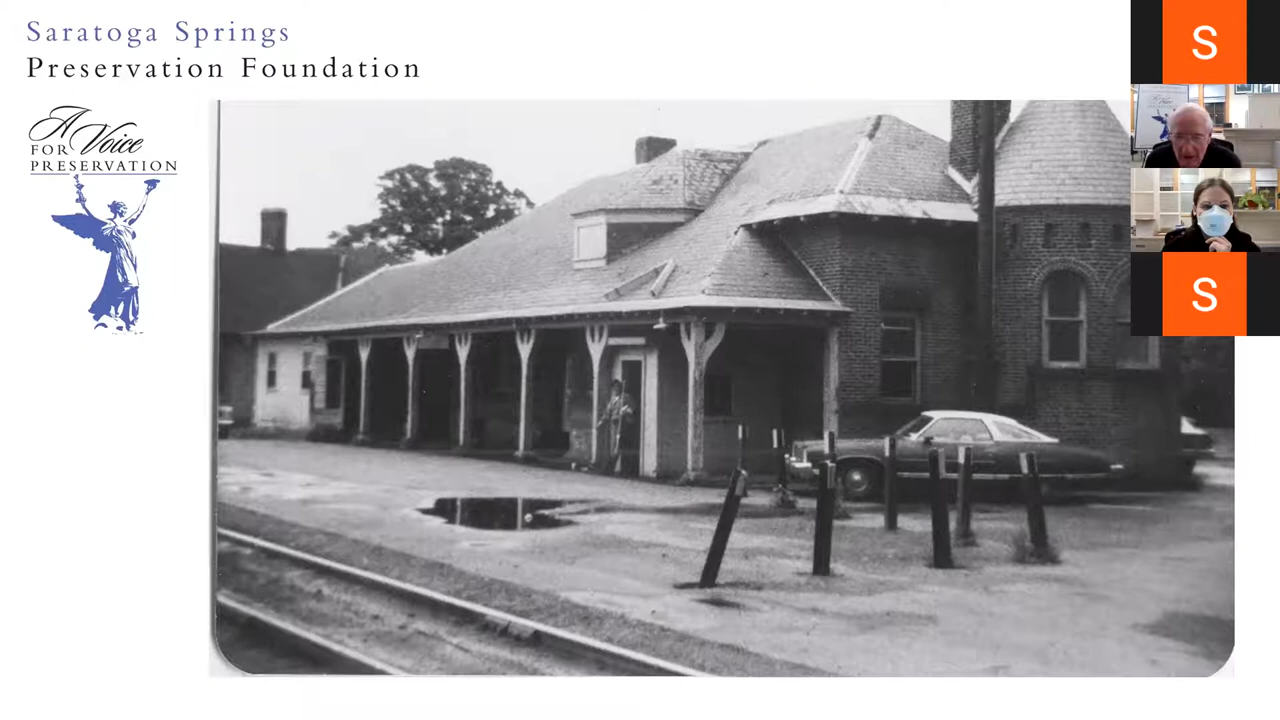 Saratoga Springs
Preservation Foundation
A Voice
FOR
PRESERVATION
S
S